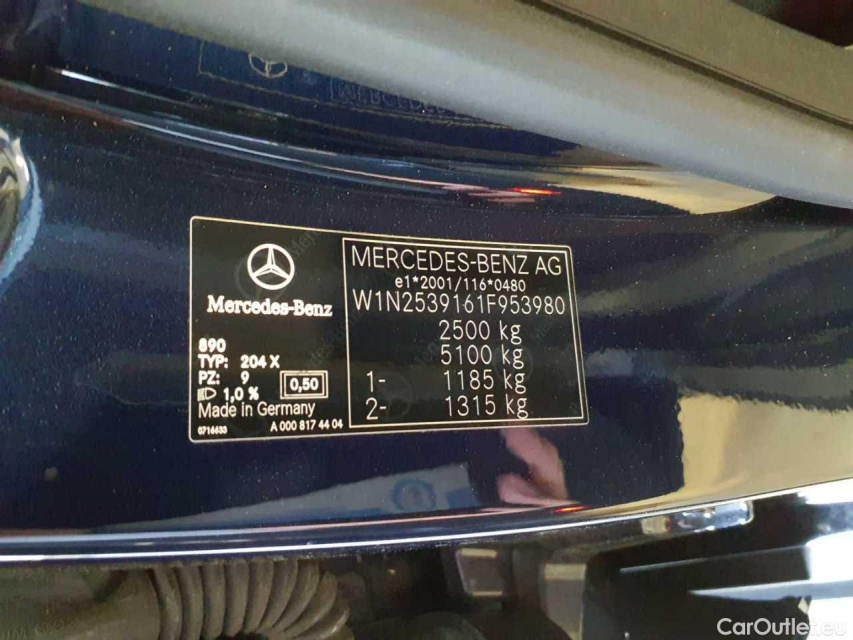 Mercedes-Benz
890
TYP: 204 X
PZ: 9
1,0 % 0,50
Made in Germany
0716433 A 000 817 44 04
MERCEDES-BENZ AG
e1*2001/116*0480
W1N2539161F953980
2500 kg
5100 kg
1- 1185 kg
2- 1315 kg
CarOutlet.eu